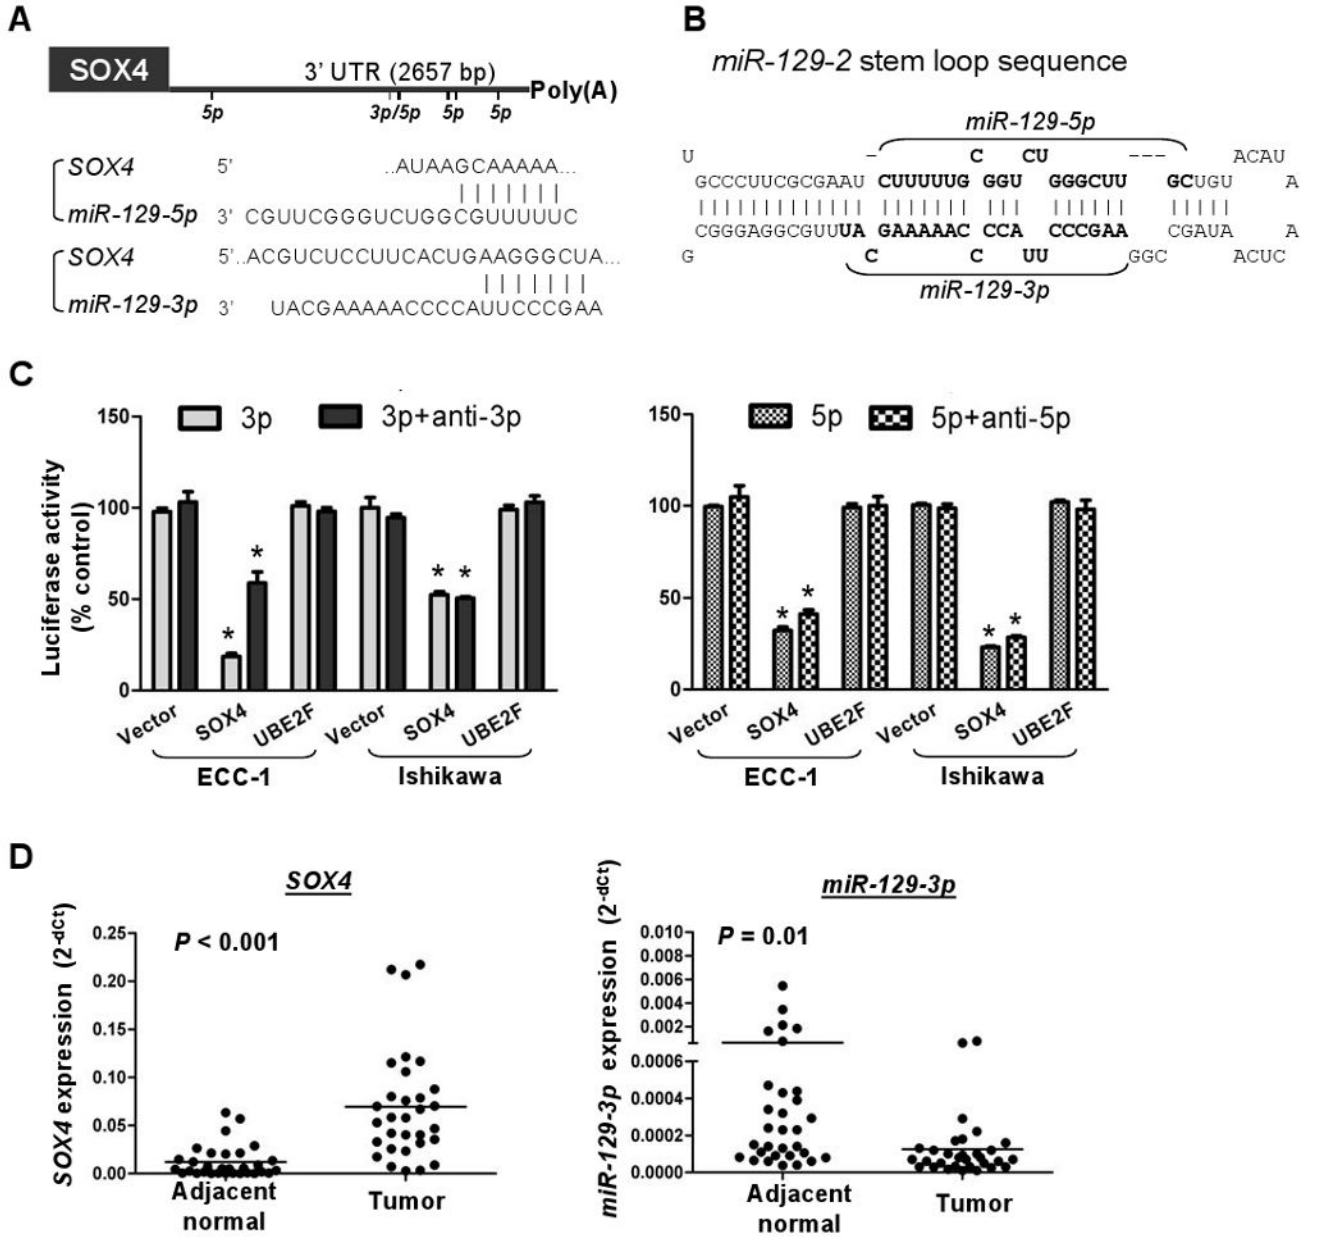 A
SOX4
3' UTR (2657 bp)
Poly(A)
5p 3p/5p 5p 5p
SOX4 5' ..AUAAGCAAAAA...
miR-129-5p 3' CGUUCGGGUCUGGCGUUUUUC
SOX4 5'..ACGUCUCCUUCACUGAAGGGCUA...
miR-129-3p 3' UACGAAAAACCCCAUUCCCGAA
B
miR-129-2 stem loop sequence
miR-129-5p
U – C CU --- ACAU
GCCCUUCGCGAAU CUUUUUG GGU GGGCUU GCUGU A
CGGGAGGCGUUUA GAAAAAC CCA CCCGAA CGAUA A
G C C UU GGC ACUC
miR-129-3p
C
Luciferase activity
(% control)
150
100
50
0
3p 3p+anti-3p
* * * *
Vector SOX4 UBE2F Vector SOX4 UBE2F
ECC-1 Ishikawa
150
100
50
0
5p 5p+anti-5p
* * * *
Vector SOX4 UBE2F Vector SOX4 UBE2F
ECC-1 Ishikawa
D
SOX4
SOX4 expression (2-dCt)
P < 0.001
0.25
0.20
0.15
0.10
0.05
0.00
Adjacent
normal
Tumor
miR-129-3p
miR-129-3p expression (2-dCt)
P = 0.01
0.010
0.008
0.006
0.004
0.002
0.0006
0.0004
0.0002
0.0000
Adjacent
normal
Tumor